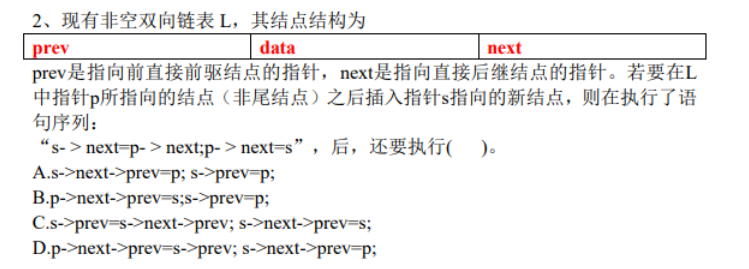 2、现有非空双向链表 L，其结点结构为
prev data next
prev是指向前直接前驱结点的指针，next是指向直接后继结点的指针。若要在L
中指针p所指向的结点（非尾结点）之后插入指针s指向的新结点，则在执行了语
句序列：
“s- > next=p- > next;p- > next=s”，后，还要执行( )。
A.s->next->prev=p; s->prev=p;
B.p->next->prev=s;s->prev=p;
C.s->prev=s->next->prev; s->next->prev=s;
D.p->next->prev=s->prev; s->next->prev=p;